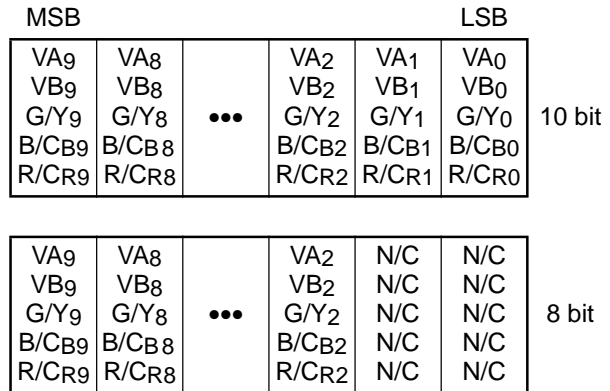 MSB LSB
VA9 VA8 VA2 VA1 VA0
VB9 VB8 VB2 VB1 VB0
G/Y9 G/Y8 ••• G/Y2 G/Y1 G/Y0 10 bit
B/CB9 B/CB8 B/CB2 B/CB1 B/CB0
R/CR9 R/CR8 R/CR2 R/CR1 R/CR0
VA9 VA8 VA2 N/C N/C
VB9 VB8 VB2 N/C N/C
G/Y9 G/Y8 ••• G/Y2 N/C N/C 8 bit
B/CB9 B/CB8 B/CB2 N/C N/C
R/CR9 R/CR8 R/CR2 N/C N/C